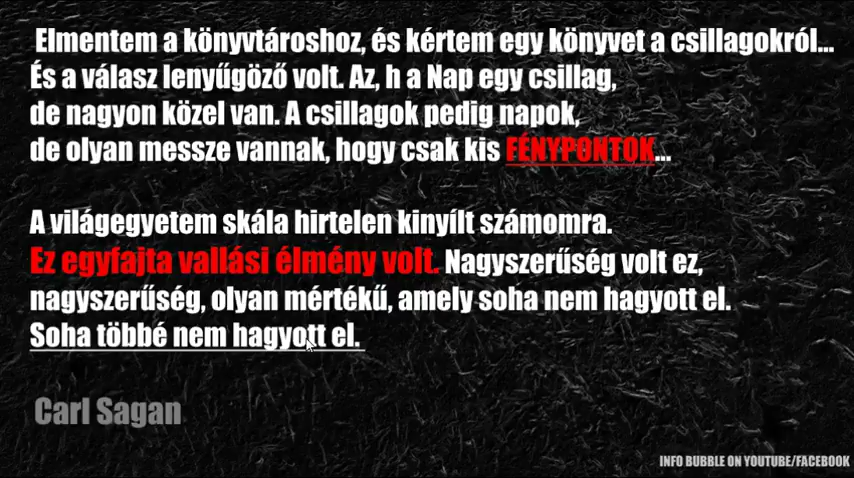 Elmentem a könyvtároshoz, és kértem egy könyvet a csillagokról...
És a válasz lenyűgöző volt. Az, h a Nap egy csillag,
de nagyon közel van. A csillagok pedig napok,
de olyan messze vannak, hogy csak kis FÉNYPONTOK...
A világegyetem skála hirtelen kinyílt számomra.
Ez egyfajta vallási élmény volt. Nagyszerűség volt ez,
nagyszerűség, olyan mértékű, amely soha nem hagyott el.
Soha többé nem hagyott el.
Carl Sagan
INFO BUBBLE ON YOUTUBE/FACEBOOK